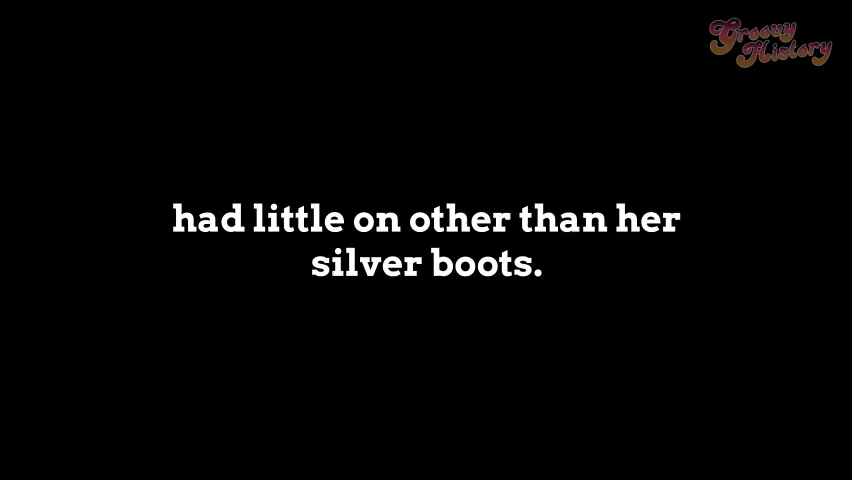 Groovy
History
had little on other than her
silver boots.